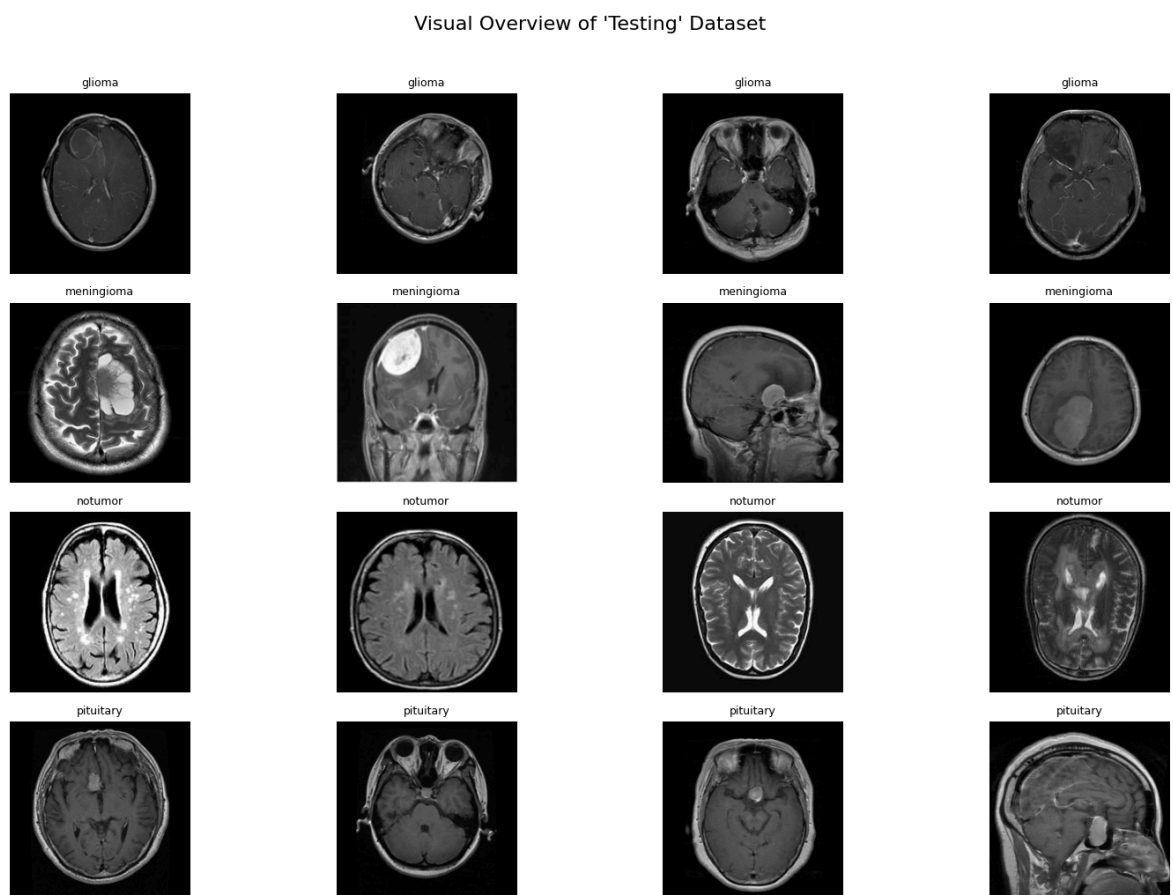 Visual Overview of 'Testing' Dataset
glioma glioma glioma glioma
meningioma meningioma meningioma meningioma
notumor notumor notumor notumor
pituitary pituitary pituitary pituitary